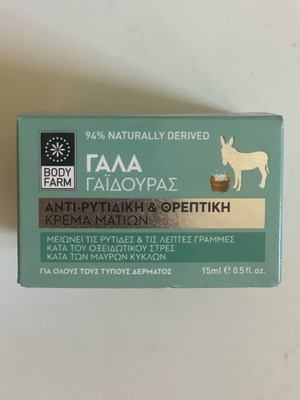 94% NATURALLY DERIVED
BODY
FARM
ΓΑΛΑ
ΓΑΪΔΟΥΡΑΣ
ΑΝΤΙ-ΡΥΤΙΔΙΚΗ & ΘΡΕΠΤΙΚΗ
ΚΡΕΜΑ ΜΑΤΙΩΝ
ΜΕΙΩΝΕΙ ΤΙΣ ΡΥΤΙΔΕΣ & ΤΙΣ ΛΕΠΤΕΣ ΓΡΑΜΜΕΣ
ΚΑΤΑ ΤΟΥ ΟΞΕΙΔΩΤΙΚΟΥ ΣΤΡΕΣ
ΚΑΤΑ ΤΩΝ ΜΑΥΡΩΝ ΚΥΚΛΩΝ
ΓΙΑ ΟΛΟΥΣ ΤΟΥΣ ΤΥΠΟΥΣ ΔΕΡΜΑΤΟΣ
15ml ℮ 0.5 fl. oz.